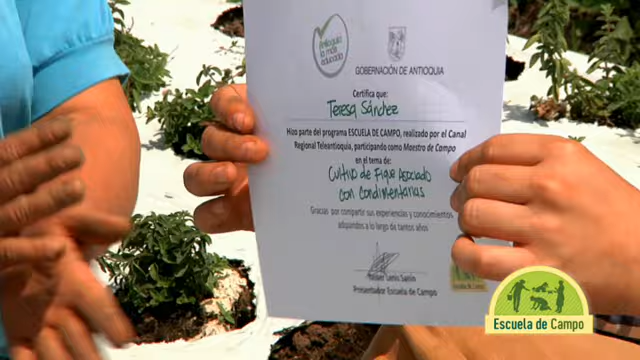 Escuela
de Campo
Antioquia
la más
educada
GOBERNACIÓN DE ANTIOQUIA
Certifica que:
Teresa Sánchez
Hizo parte del programa ESCUELA DE CAMPO, realizado por el Canal
Regional Teleantioquia, participando como Maestro de Campo
en el tema de:
Cultivo de Fique Asociado
con Condimentarias
Gracias por compartir sus experiencias y conocimientos
adquiridos a lo largo de tantos años
Presentador Escuela de Campo
Escuela de Campo